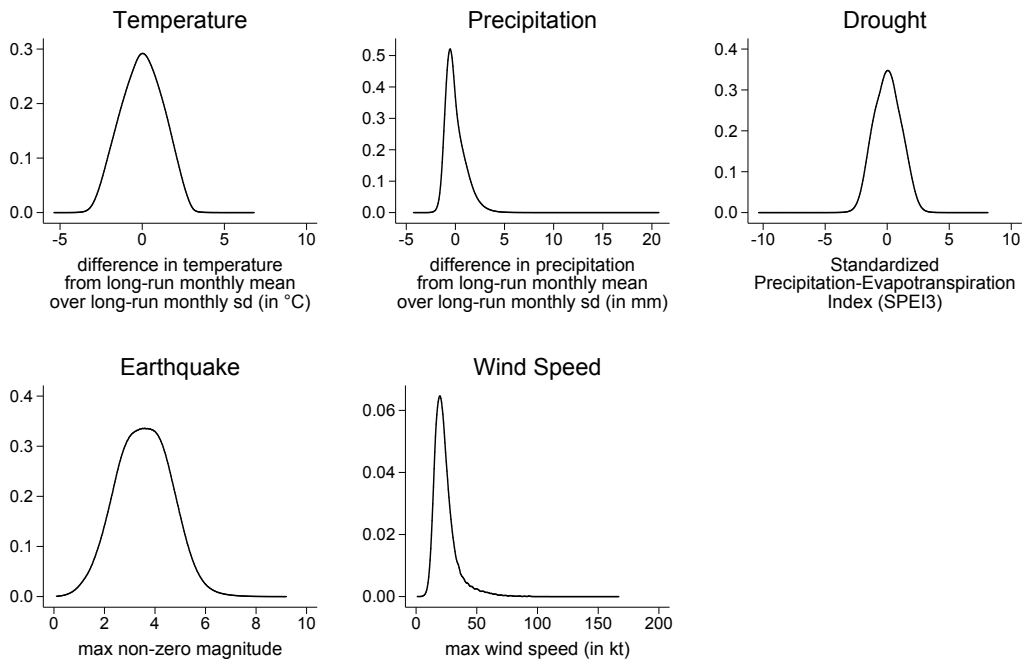 Temperature
0.3
0.2
0.1
0.0
-5 0 5 10
difference in temperature
from long-run monthly mean
over long-run monthly sd (in °C)
Precipitation
0.5
0.4
0.3
0.2
0.1
0.0
-5 0 5 10 15 20
difference in precipitation
from long-run monthly mean
over long-run monthly sd (in mm)
Drought
0.4
0.3
0.2
0.1
0.0
-10 -5 0 5 10
Standardized
Precipitation-Evapotranspiration
Index (SPEI3)
Earthquake
0.4
0.3
0.2
0.1
0.0
0 2 4 6 8 10
max non-zero magnitude
Wind Speed
0.06
0.04
0.02
0.00
0 50 100 150 200
max wind speed (in kt)